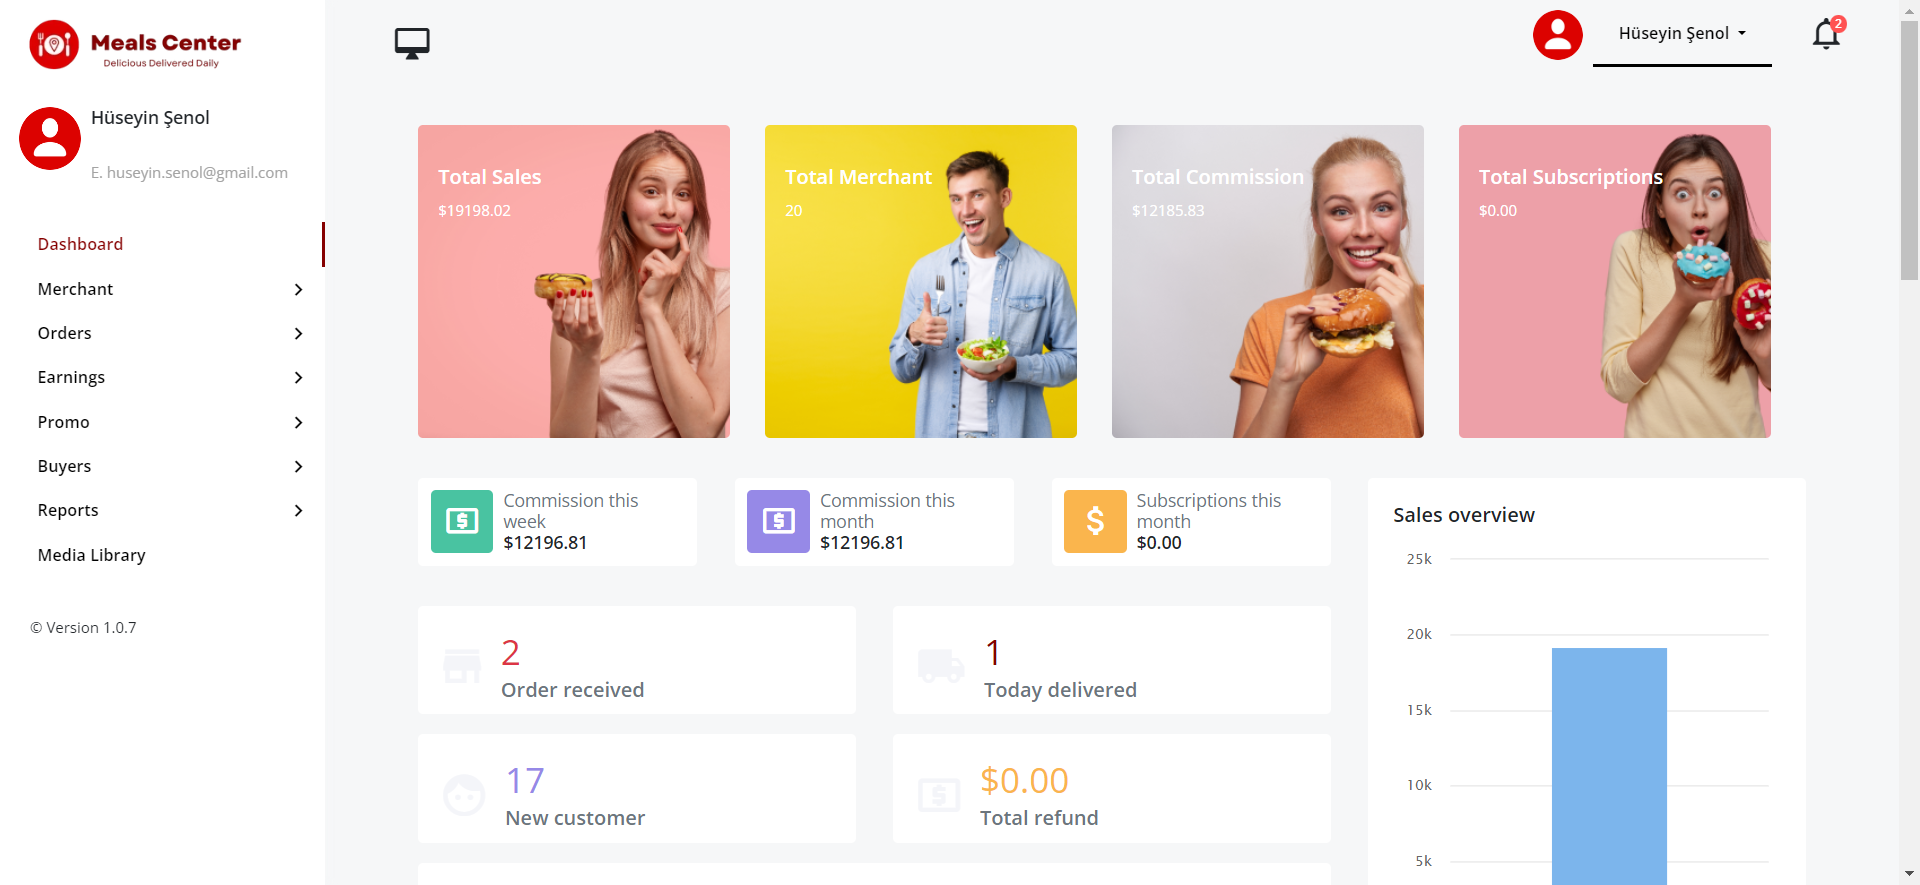 Meals Center
Delicious Delivered Daily
Hüseyin Şenol
E. huseyin.senol@gmail.com
Dashboard
Merchant
Orders
Earnings
Promo
Buyers
Reports
Media Library
© Version 1.0.7
Hüseyin Şenol
2
Total Sales
$19198.02
Total Merchant
20
Total Commission
$12185.83
Total Subscriptions
$0.00
Commission this
week
$12196.81
Commission this
month
$12196.81
Subscriptions this
month
$0.00
2
Order received
1
Today delivered
17
New customer
$0.00
Total refund
Sales overview
25k
20k
15k
10k
5k